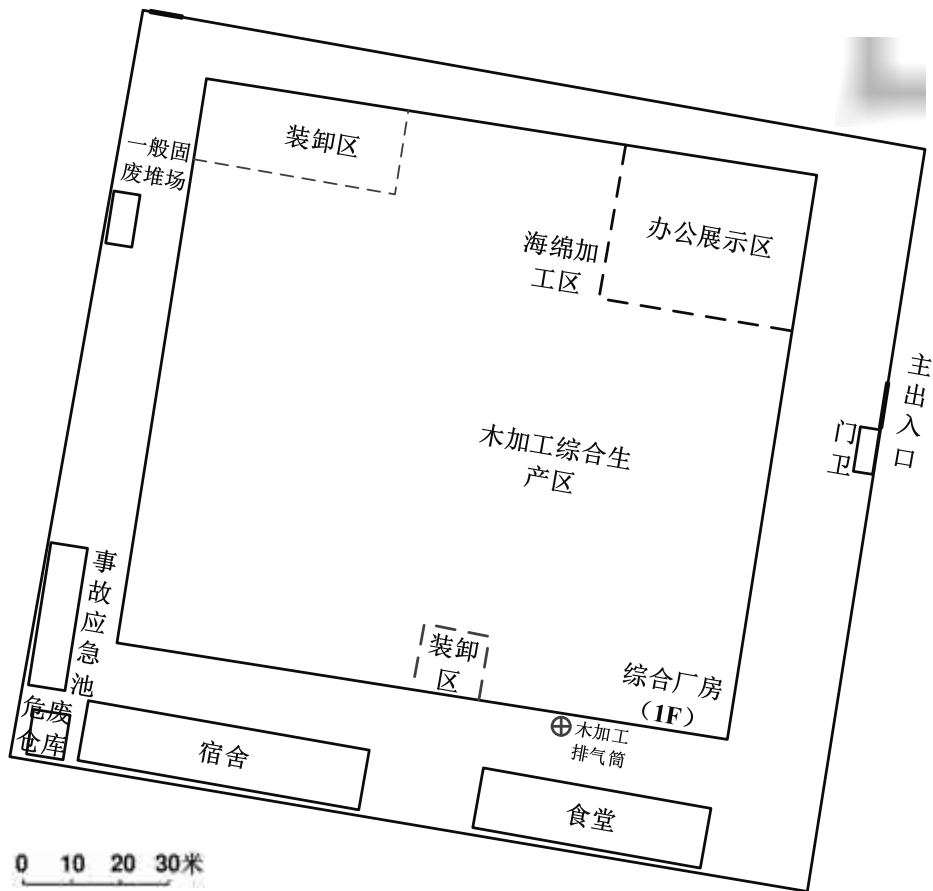 装卸区
一般固
废堆场
办公展示区
海绵加
工区
主出入口
门卫
木加工综合生
产区
事故应急池
装卸
区
综合厂房
（1F）
危废
仓库
木加工
排气筒
宿舍
食堂
0 10 20 30米